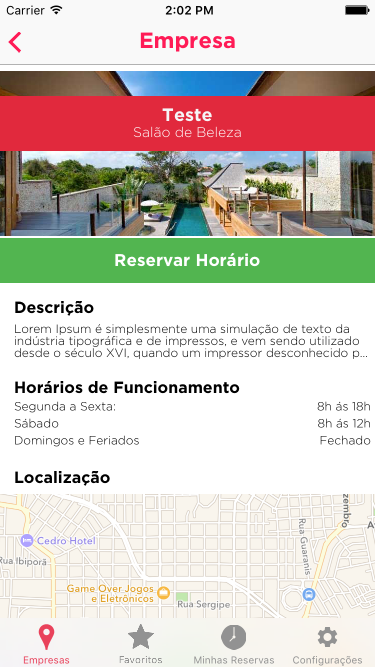 Carrier 2:02 PM
Empresa
Teste
Salão de Beleza
Reservar Horário
Descrição
Lorem Ipsum é simplesmente uma simulação de texto da
indústria tipográfica e de impressos, e vem sendo utilizado
desde o século XVI, quando um impressor desconhecido p...
Horários de Funcionamento
Segunda a Sexta: 8h ás 18h
Sábado 8h ás 12h
Domingos e Feriados Fechado
Localização
zembro
Cedro Hotel
Rua Ibiporã
Rua Guaranis
Game Over Jogos
e Eletrônicos
Rua Sergipe
Empresas Favoritos Minhas Reservas Configurações